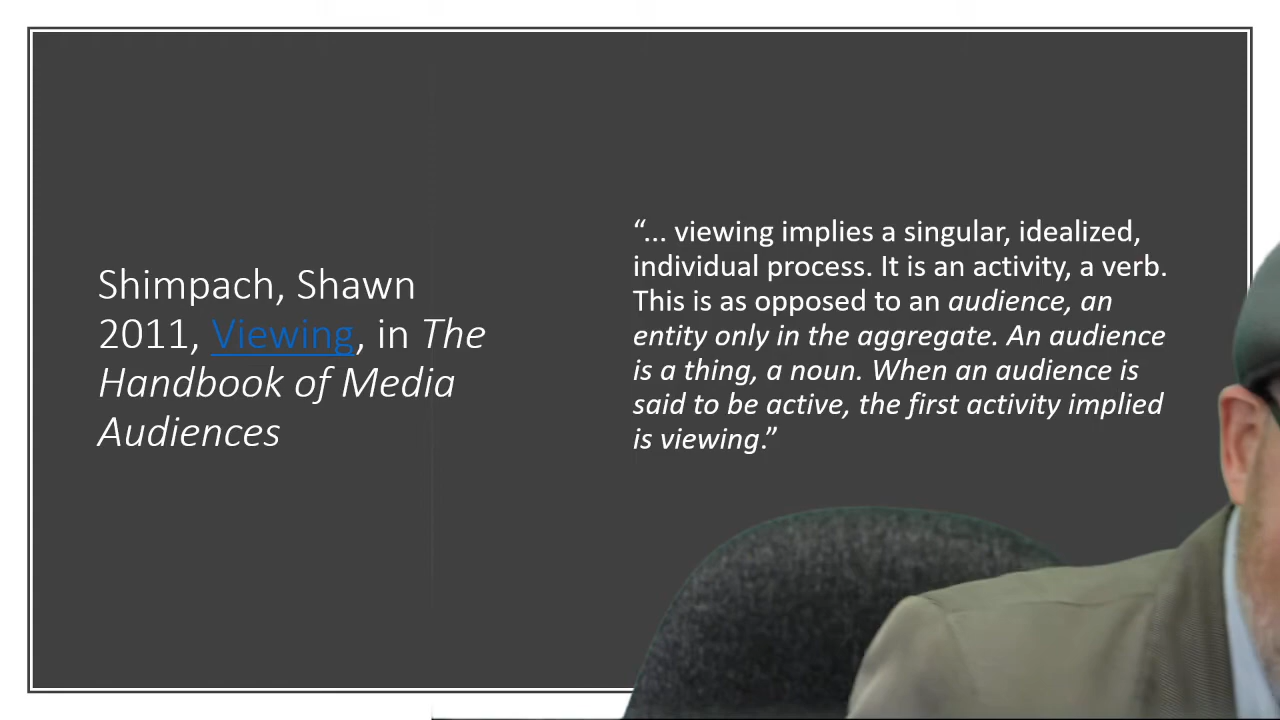 Shimpach, Shawn
2011, Viewing, in The
Handbook of Media
Audiences
“... viewing implies a singular, idealized,
individual process. It is an activity, a verb.
This is as opposed to an audience, an
entity only in the aggregate. An audience
is a thing, a noun. When an audience is
said to be active, the first activity implied
is viewing.”